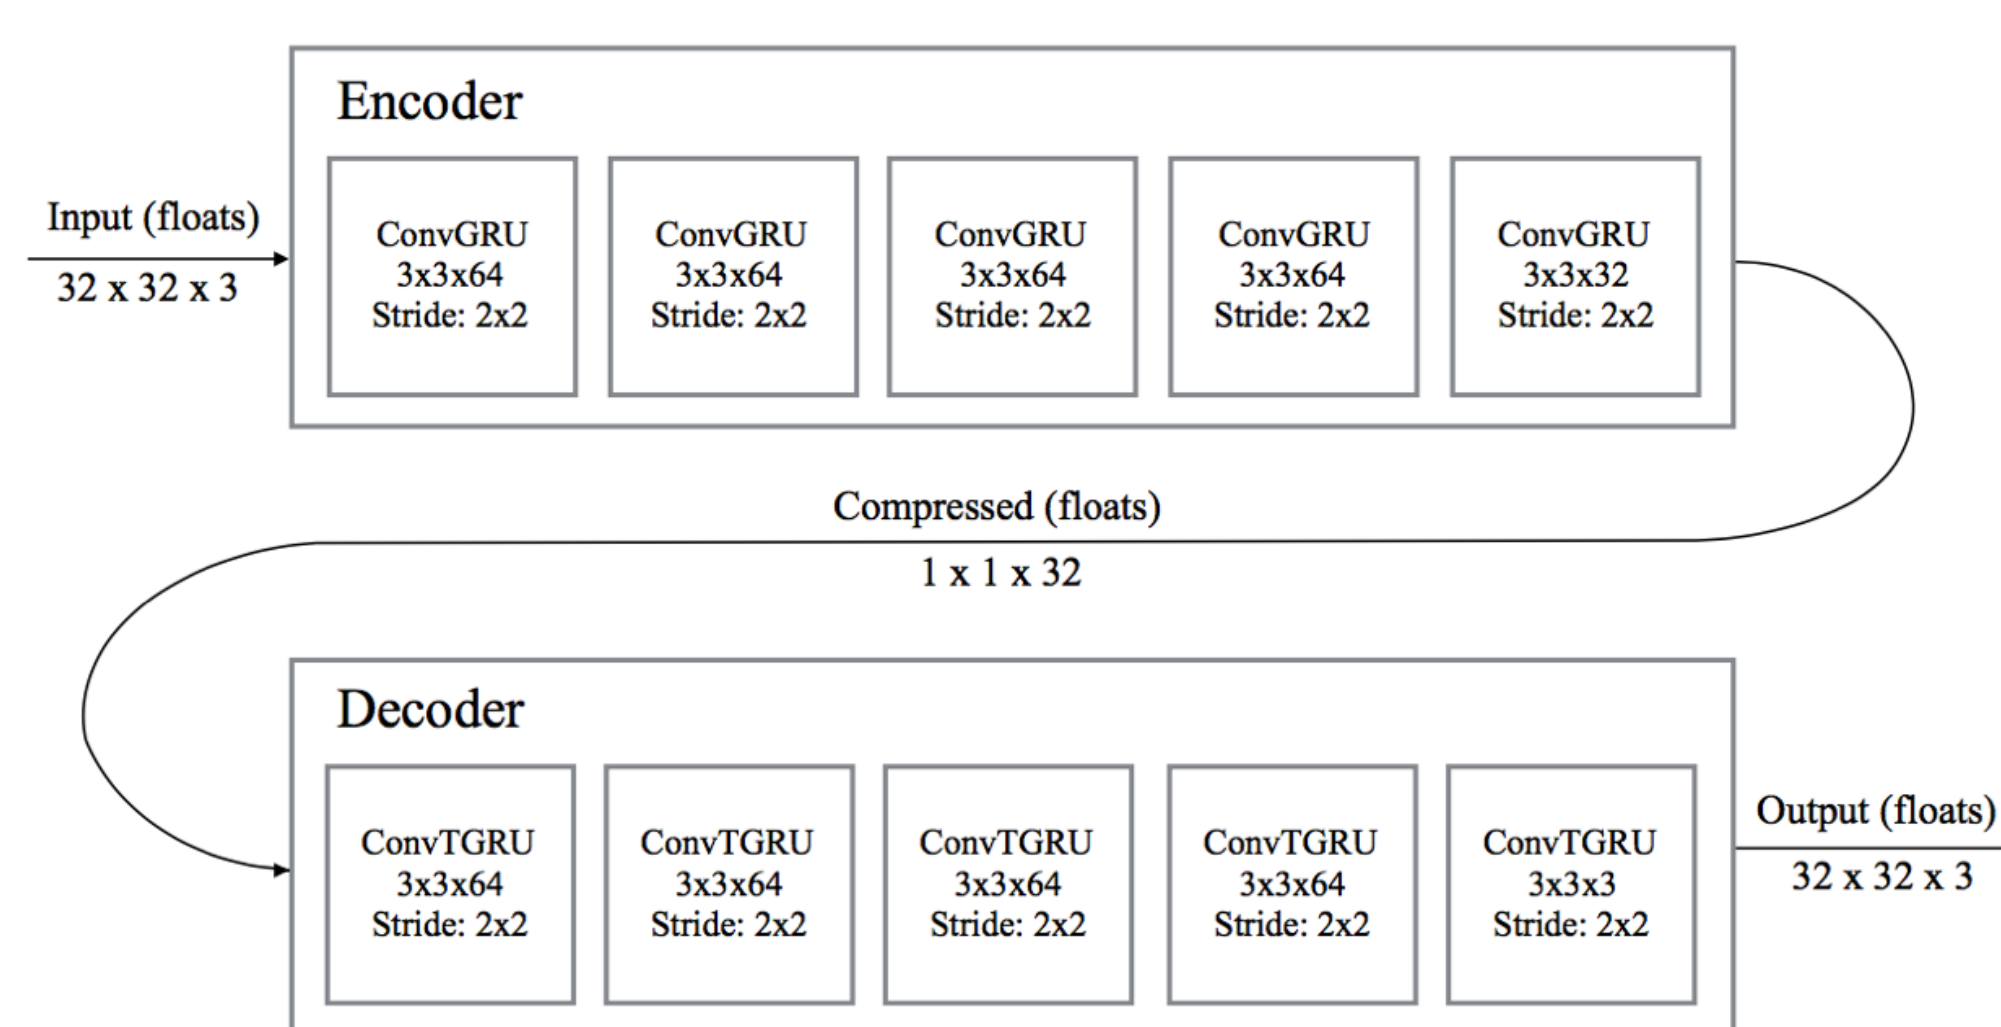 Encoder
Input (floats)
32 x 32 x 3
ConvGRU
3x3x64
Stride: 2x2
ConvGRU
3x3x64
Stride: 2x2
ConvGRU
3x3x64
Stride: 2x2
ConvGRU
3x3x64
Stride: 2x2
ConvGRU
3x3x32
Stride: 2x2
Compressed (floats)
1 x 1 x 32
Decoder
ConvTGRU
3x3x64
Stride: 2x2
ConvTGRU
3x3x64
Stride: 2x2
ConvTGRU
3x3x64
Stride: 2x2
ConvTGRU
3x3x64
Stride: 2x2
ConvTGRU
3x3x3
Stride: 2x2
Output (floats)
32 x 32 x 3